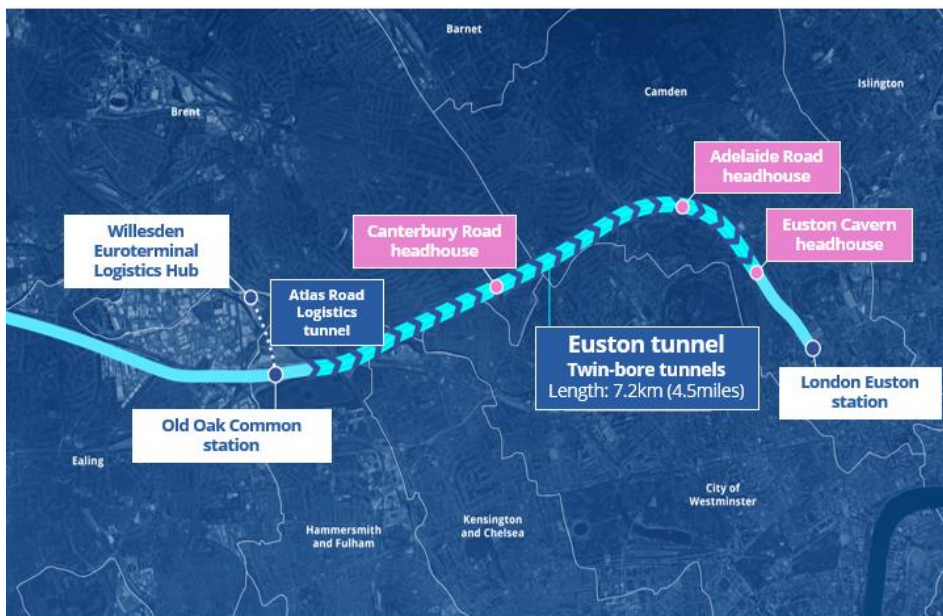 Barnet
Islington
Camden
Brent
Adelaide Road
headhouse
Willesden
Euroterminal
Logistics Hub
Canterbury Road
headhouse
Euston Cavern
headhouse
Atlas Road
Logistics
tunnel
Euston tunnel
Twin-bore tunnels
Length: 7.2km (4.5miles)
London Euston
station
Old Oak Common
station
Ealing
City of
Westminster
Hammersmith
and Fulham
Kensington
and Chelsea